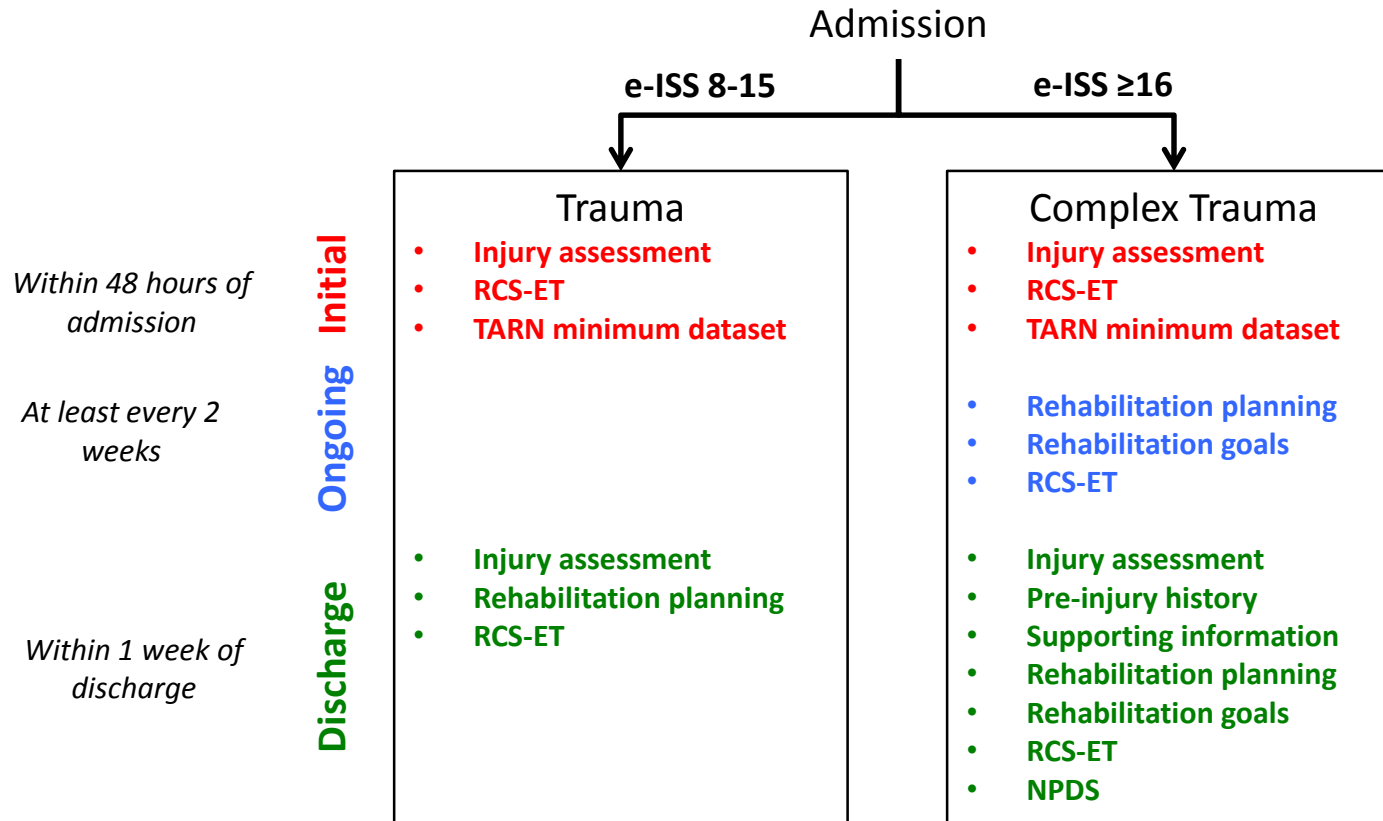 Admission
e-ISS 8-15
e-ISS ≥16
Trauma
Complex Trauma
Within 48 hours of
admission
Initial
• Injury assessment
• RCS-ET
• TARN minimum dataset
• Injury assessment
• RCS-ET
• TARN minimum dataset
At least every 2
weeks
Ongoing
• Rehabilitation planning
• Rehabilitation goals
• RCS-ET
Within 1 week of
discharge
Discharge
• Injury assessment
• Rehabilitation planning
• RCS-ET
• Injury assessment
• Pre-injury history
• Supporting information
• Rehabilitation planning
• Rehabilitation goals
• RCS-ET
• NPDS